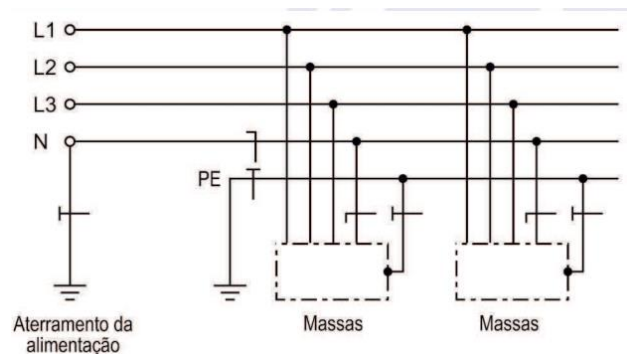 L1
L2
L3
N
PE
Aterramento da
alimentação
Massas
Massas